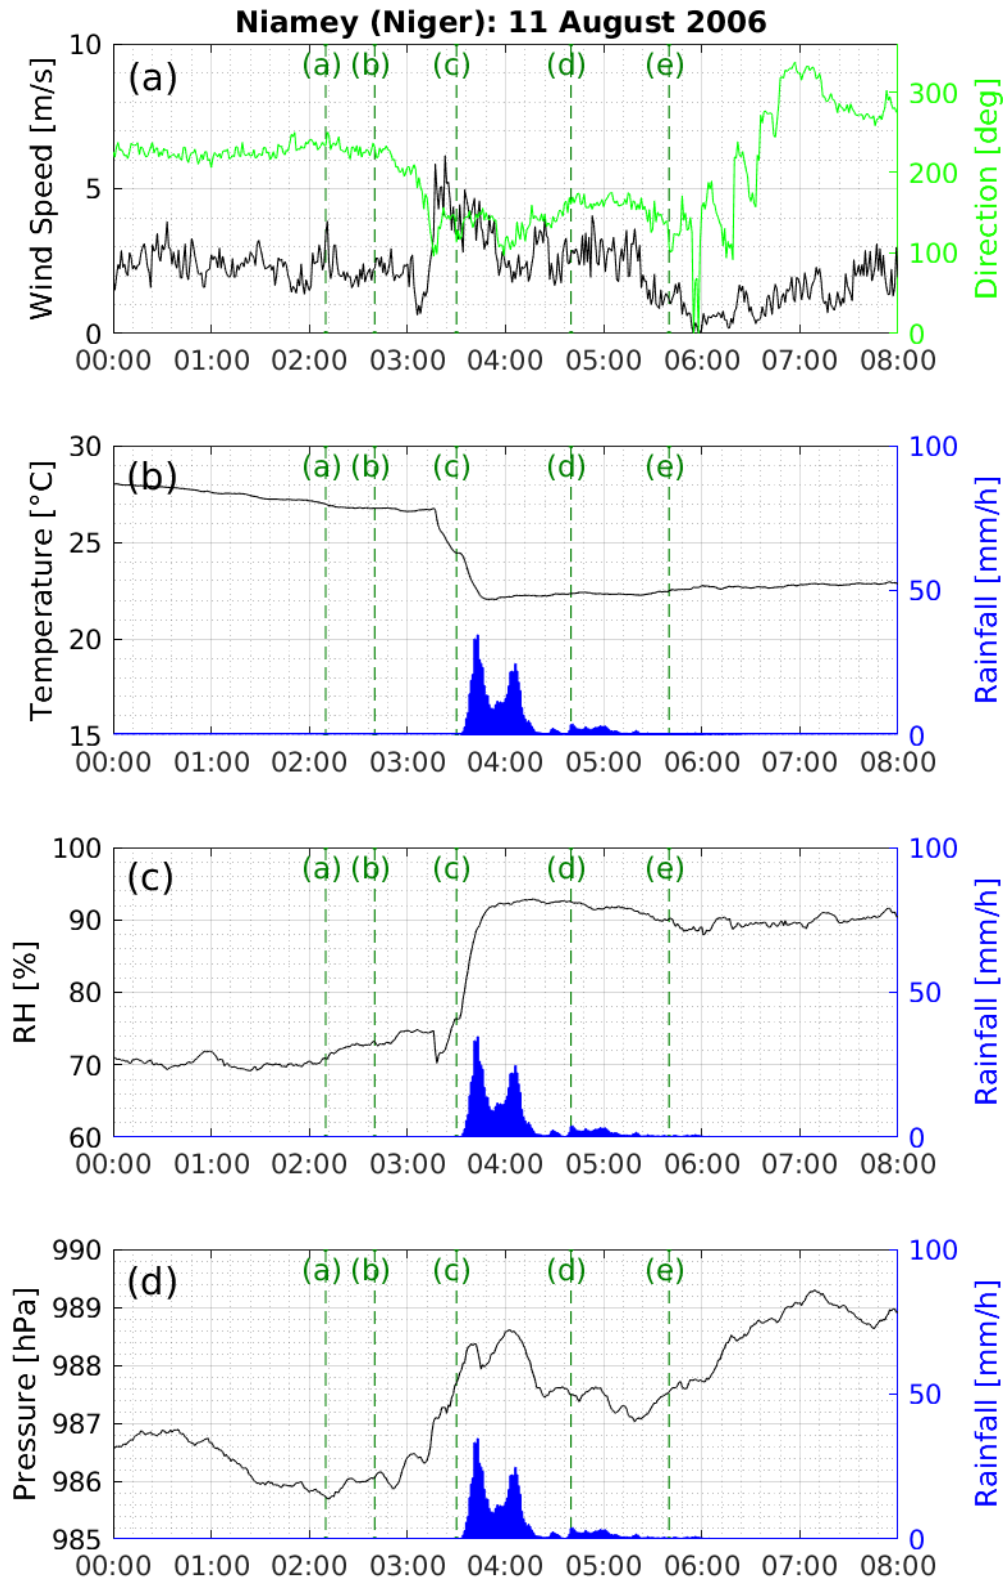 Niamey (Niger): 11 August 2006
(a)
Wind Speed [m/s]
10
5
0
(a) (b) (c) (d) (e)
300
200
100
0
Direction [deg]
00:00 01:00 02:00 03:00 04:00 05:00 06:00 07:00 08:00
(b)
Temperature [°C]
30
25
20
15
(a) (b) (c) (d) (e)
100
50
0
Rainfall [mm/h]
00:00 01:00 02:00 03:00 04:00 05:00 06:00 07:00 08:00
(c)
RH [%]
100
90
80
70
60
(a) (b) (c) (d) (e)
100
50
0
Rainfall [mm/h]
00:00 01:00 02:00 03:00 04:00 05:00 06:00 07:00 08:00
(d)
Pressure [hPa]
990
989
988
987
986
985
(a) (b) (c) (d) (e)
100
50
0
Rainfall [mm/h]
00:00 01:00 02:00 03:00 04:00 05:00 06:00 07:00 08:00